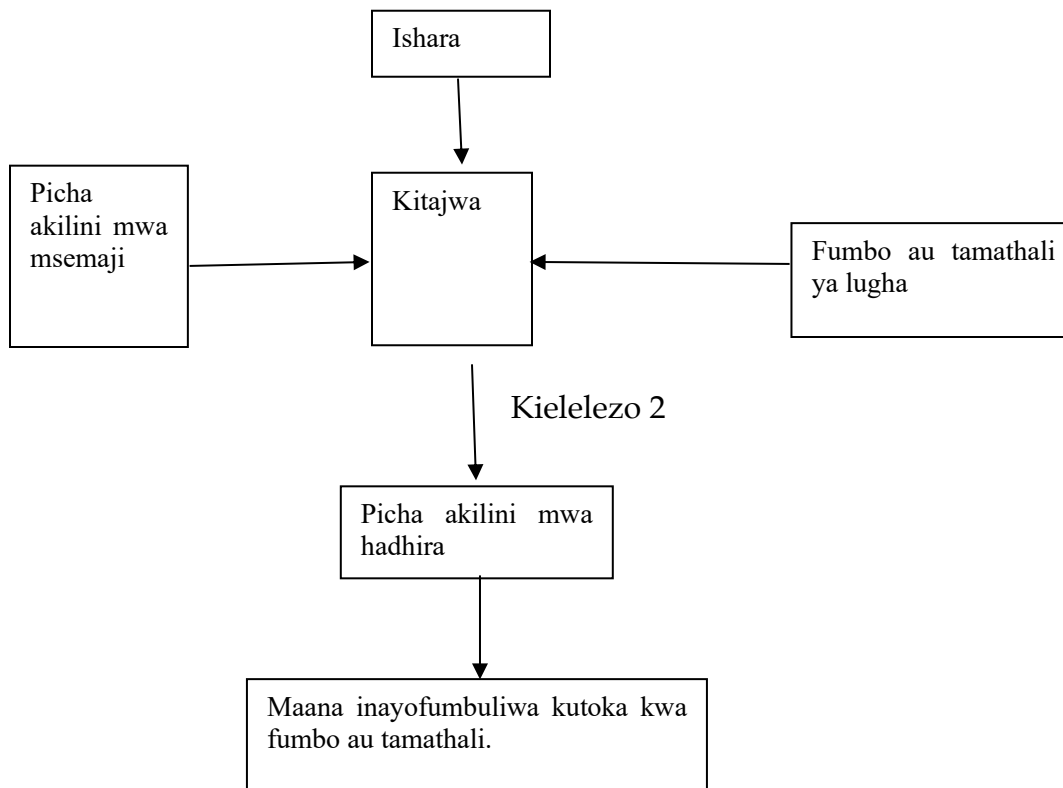 Ishara
Picha
akilini mwa
msemaji
Kitajwa
Fumbo au tamathali
ya lugha
Kielelezo 2
Picha akilini mwa
hadhira
Maana inayofumbuliwa kutoka kwa
fumbo au tamathali.